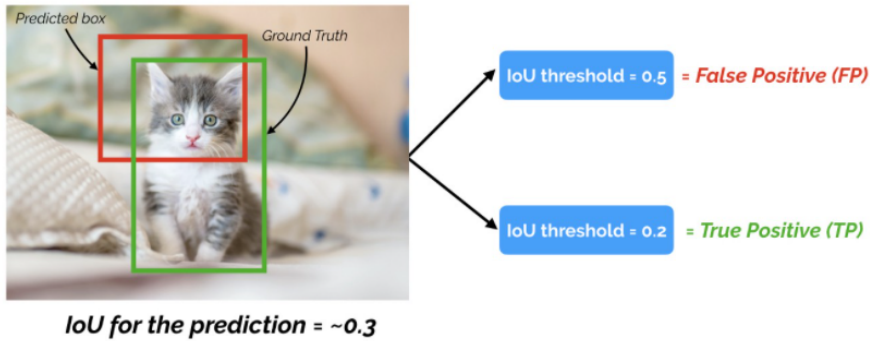 Predicted box
Ground Truth
IoU threshold = 0.5 = False Positive (FP)
IoU threshold = 0.2 = True Positive (TP)
IoU for the prediction = ~0.3